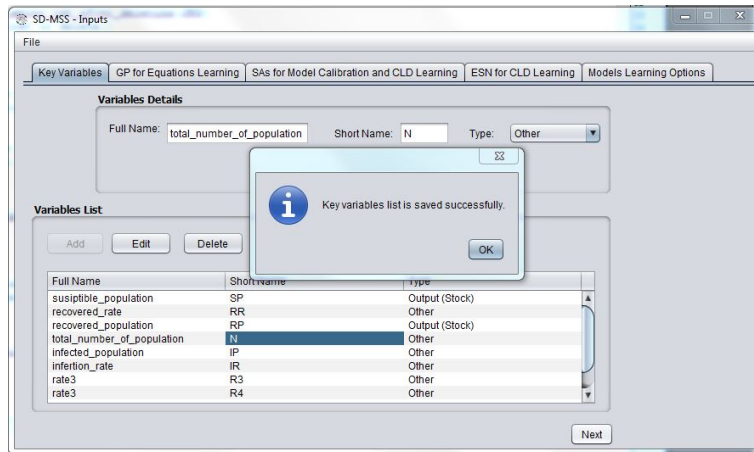 SD-MSS - Inputs
File
Key Variables GP for Equations Learning SAs for Model Calibration and CLD Learning ESN for CLD Learning Models Learning Options
Variables Details
Full Name: total_number_of_population Short Name: N Type: Other
Key variables list is saved successfully.
Variables List
Add Edit Delete OK
Full Name Short Name Type
susiptible_population SP Output (Stock)
recovered_rate RR Other
recovered_population RP Output (Stock)
total_number_of_population N Other
infected_population IP Other
infertion_rate IR Other
rate3 R3 Other
rate3 R4 Other
Next